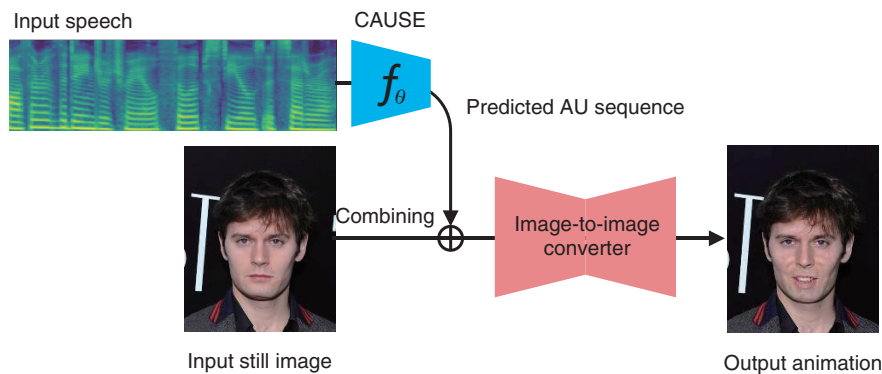 Input speech
CAUSE
fθ
Predicted AU sequence
Combining
Image-to-image
converter
Input still image
Output animation